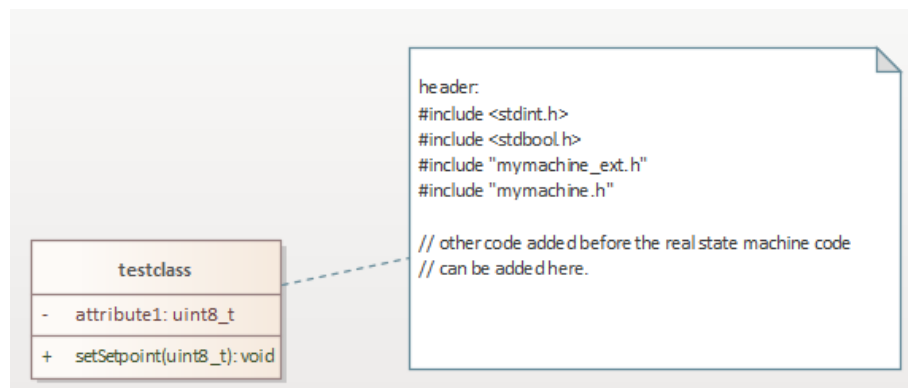 header:
#include <stdint.h>
#include <stdbool.h>
#include "mymachine_ext.h"
#include "mymachine.h"
// other code added before the real state machine code
// can be added here.
testclass
- attribute1: uint8_t
+ setSetpoint(uint8_t): void